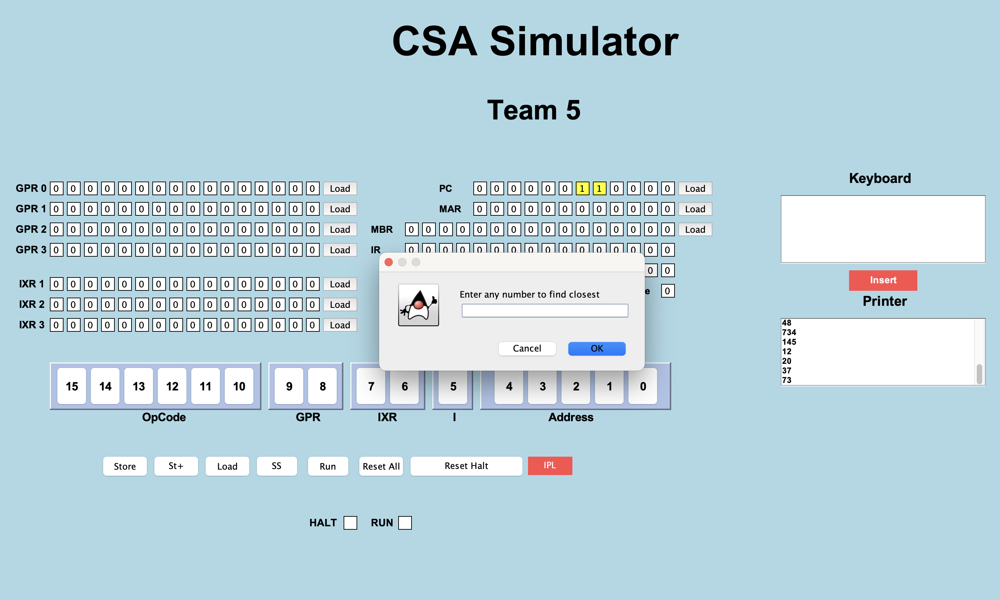 CSA Simulator
Team 5
GPR 0 0 0 0 0 0 0 0 0 0 0 0 0 0 0 0 0 Load
GPR 1 0 0 0 0 0 0 0 0 0 0 0 0 0 0 0 0 Load
GPR 2 0 0 0 0 0 0 0 0 0 0 0 0 0 0 0 0 Load
GPR 3 0 0 0 0 0 0 0 0 0 0 0 0 0 0 0 0 Load
IXR 1 0 0 0 0 0 0 0 0 0 0 0 0 0 0 0 0 Load
IXR 2 0 0 0 0 0 0 0 0 0 0 0 0 0 0 0 0 Load
IXR 3 0 0 0 0 0 0 0 0 0 0 0 0 0 0 0 0 Load
PC 0 0 0 0 0 0 1 1 0 0 0 0 Load
MAR 0 0 0 0 0 0 0 0 0 0 0 0 Load
MBR 0 0 0 0 0 0 0 0 0 0 0 0 0 0 0 0 Load
IR 0 0 0 0 0 0 0 0 0 0 0 0 0 0 0 0
0 0
e 0
Enter any number to find closest
Cancel OK
Keyboard
Insert
Printer
48
734
145
12
20
37
73
15 14 13 12 11 10 9 8 7 6 5 4 3 2 1 0
OpCode GPR IXR I Address
Store St+ Load SS Run Reset All Reset Halt IPL
HALT RUN